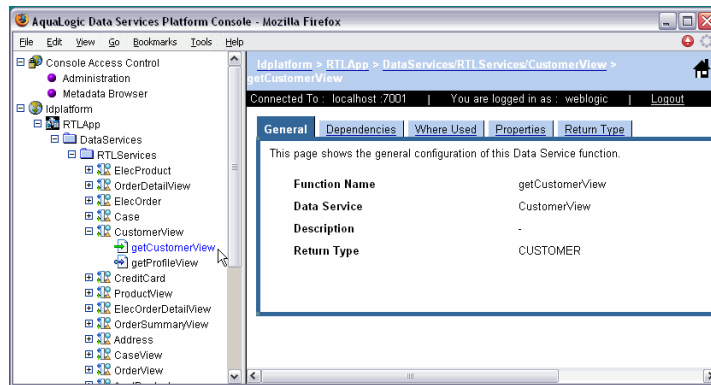 AquaLogic Data Services Platform Console - Mozilla Firefox
File Edit View Go Bookmarks Tools Help
Console Access Control
Administration
Metadata Browser
ldplatform
RTLApp
DataServices
RTLServices
ElecProduct
OrderDetailView
ElecOrder
Case
CustomerView
getCustomerView
getProfileView
CreditCard
ProductView
ElecOrderDetailView
OrderSummaryView
Address
CaseView
OrderView
ldplatform > RTLApp > DataServices/RTLServices/CustomerView >
getCustomerView
Connected To : localhost :7001 | You are logged in as : weblogic | Logout
General Dependencies Where Used Properties Return Type
This page shows the general configuration of this Data Service function.
Function Name getCustomerView
Data Service CustomerView
Description -
Return Type CUSTOMER